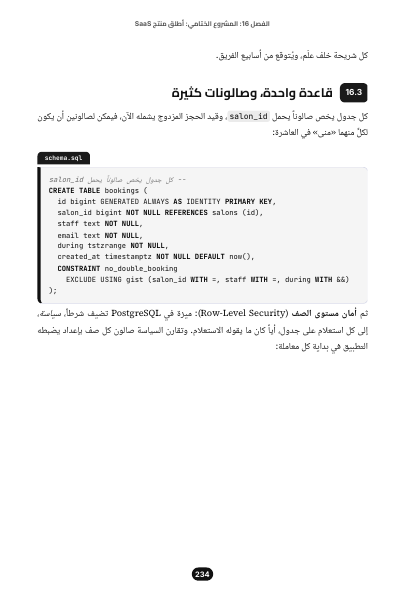 الفصل 16: المشروع الختامي: أطلق منتج SaaS
كل شريحة خلف علَم، ويُتوقع من أسابيع الفريق.
16.3 قاعدة واحدة، وصالونات كثيرة
كل جدول يخص صالوناً يحمل salon_id، وقيد الحجز المزدوج يشمله الآن، فيمكن لصالونين أن يكون
لكلٍّ منهما «منى» في العاشرة:
schema.sql
-- كل جدول يخص صالوناً يحمل salon_id
CREATE TABLE bookings (
id bigint GENERATED ALWAYS AS IDENTITY PRIMARY KEY,
salon_id bigint NOT NULL REFERENCES salons (id),
staff text NOT NULL,
email text NOT NULL,
during tstzrange NOT NULL,
created_at timestamptz NOT NULL DEFAULT now(),
CONSTRAINT no_double_booking
EXCLUDE USING gist (salon_id WITH =, staff WITH =, during WITH &&)
);
ثم أمان مستوى الصف (Row-Level Security): ميزة في PostgreSQL تضيف شرطاً، سياسة،
إلى كل استعلام على جدول، أياً كان ما يقوله الاستعلام. وتقارن السياسة صالون كل صف بإعداد يضبطه
التطبيق في بداية كل معاملة:
234